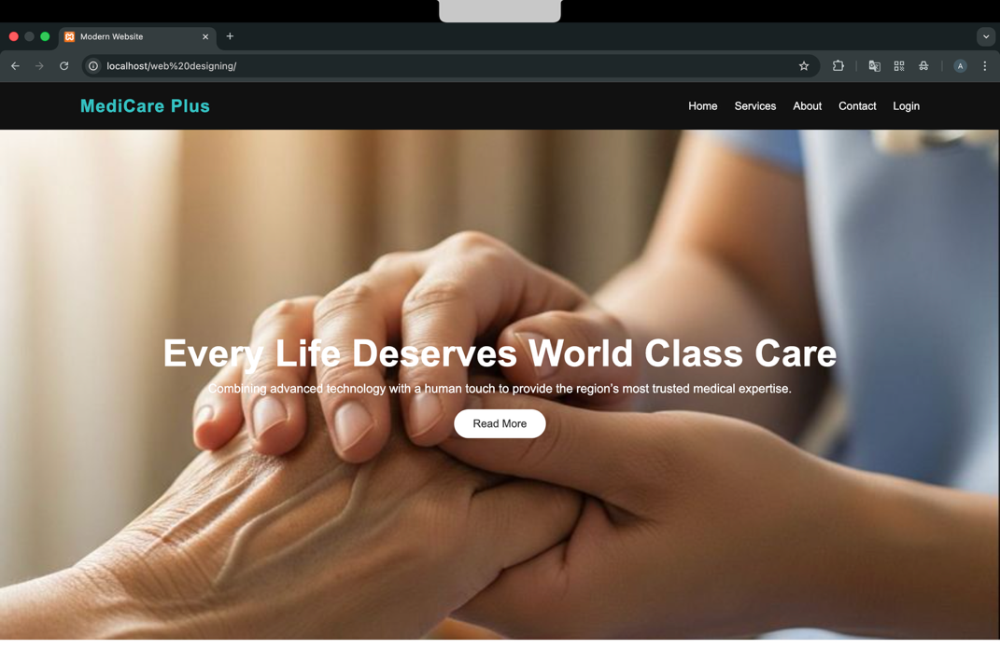 Modern Website
localhost/web%20designing/
A
MediCare Plus
Home Services About Contact Login
Every Life Deserves World Class Care
Combining advanced technology with a human touch to provide the region's most trusted medical expertise.
Read More